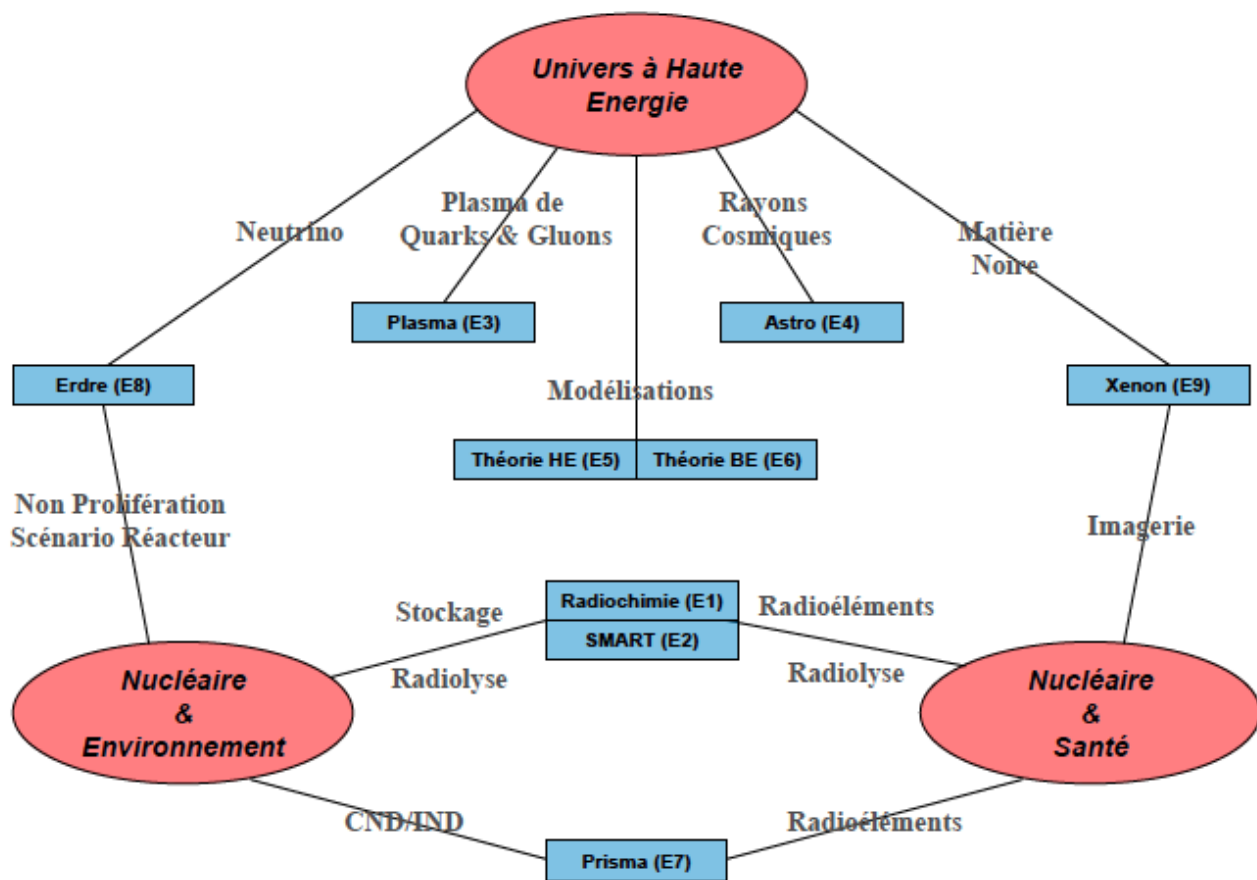 Univers à Haute
Energie
Neutrino
Plasma de
Quarks & Gluons
Rayons
Cosmiques
Matière
Noire
Plasma (E3)
Astro (E4)
Erdre (E8)
Xenon (E9)
Modélisations
Théorie HE (E5)
Théorie BE (E6)
Non Prolifération
Scénario Réacteur
Imagerie
Stockage
Radiochimie (E1)
Radioéléments
SMART (E2)
Radiolyse
Radiolyse
Nucléaire
&
Environnement
Nucléaire
&
Santé
CND/IND
Radioéléments
Prisma (E7)